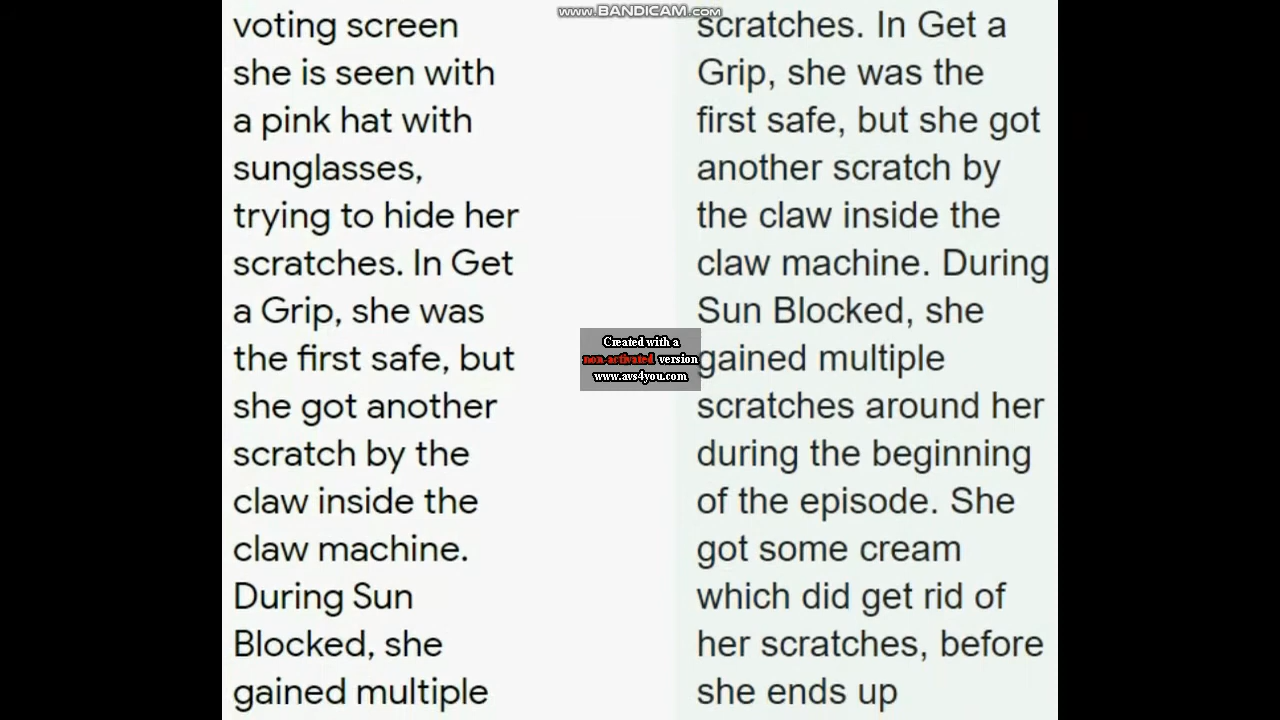 www.BANDICAM.com
voting screen
she is seen with
a pink hat with
sunglasses,
trying to hide her
scratches. In Get
a Grip, she was
the first safe, but
she got another
scratch by the
claw inside the
claw machine.
During Sun
Blocked, she
gained multiple
scratches. In Get a
Grip, she was the
first safe, but she got
another scratch by
the claw inside the
claw machine. During
Sun Blocked, she
gained multiple
scratches around her
during the beginning
of the episode. She
got some cream
which did get rid of
her scratches, before
she ends up
Created with a
non-activated version
www.avs4you.com